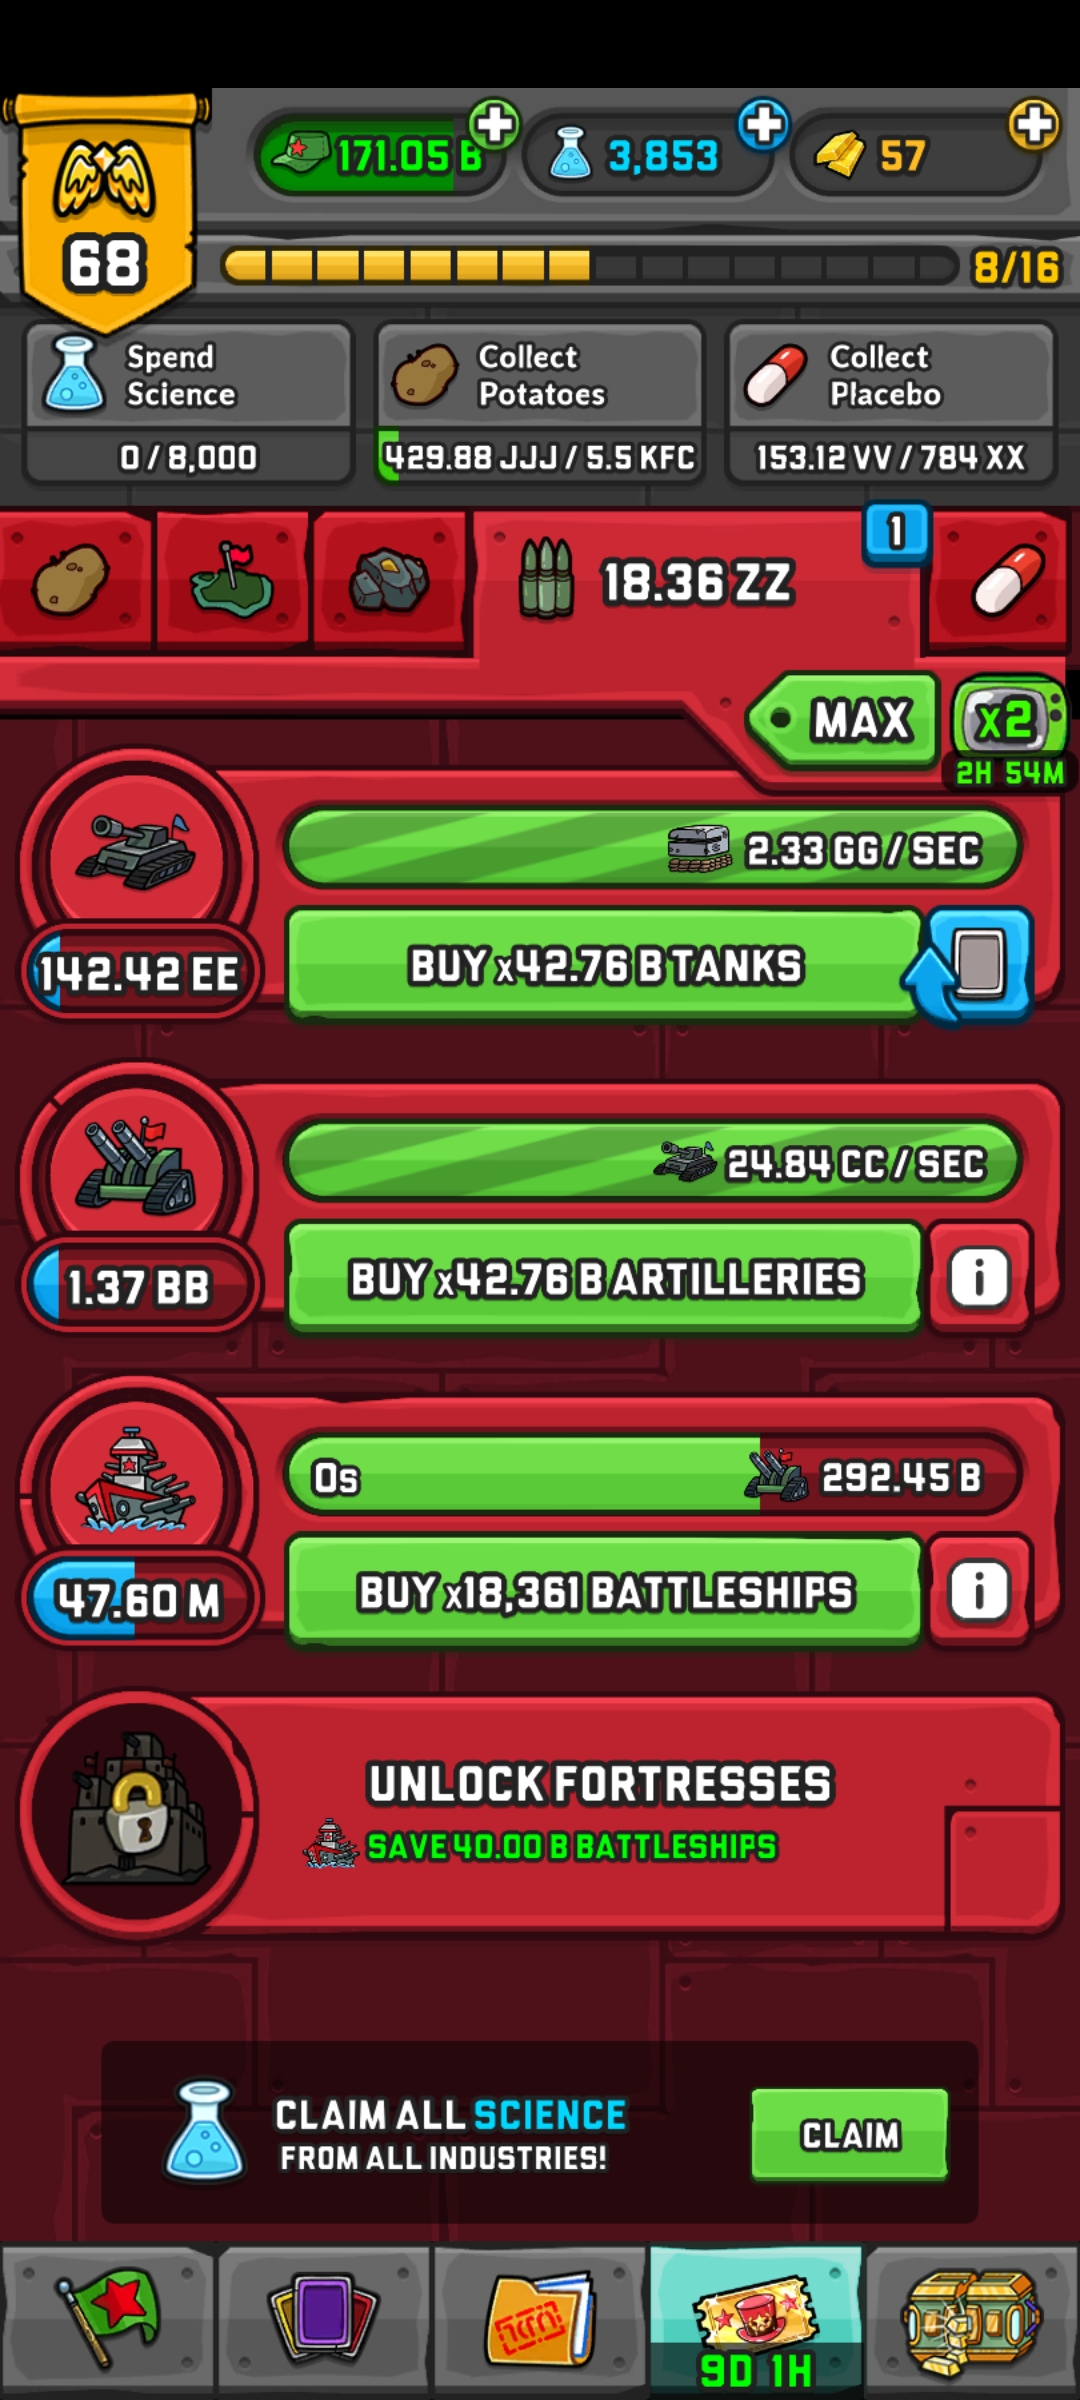 171.05 B
3,853
57
68
8/16
Spend
Science
0 / 8,000
Collect
Potatoes
429.88 JJJ / 5.5 KFC
Collect
Placebo
153.12 VV / 784 XX
18.36 ZZ
1
MAX
x2
2H 54M
2.33 GG / SEC
142.42 EE
BUY x42.76 B TANKS
24.84 CC / SEC
1.37 BB
BUY x42.76 B ARTILLERIES
i
0s
292.45 B
47.60 M
BUY x18,361 BATTLESHIPS
i
UNLOCK FORTRESSES
SAVE 40.00 B BATTLESHIPS
CLAIM ALL SCIENCE
FROM ALL INDUSTRIES!
CLAIM
9D 1H